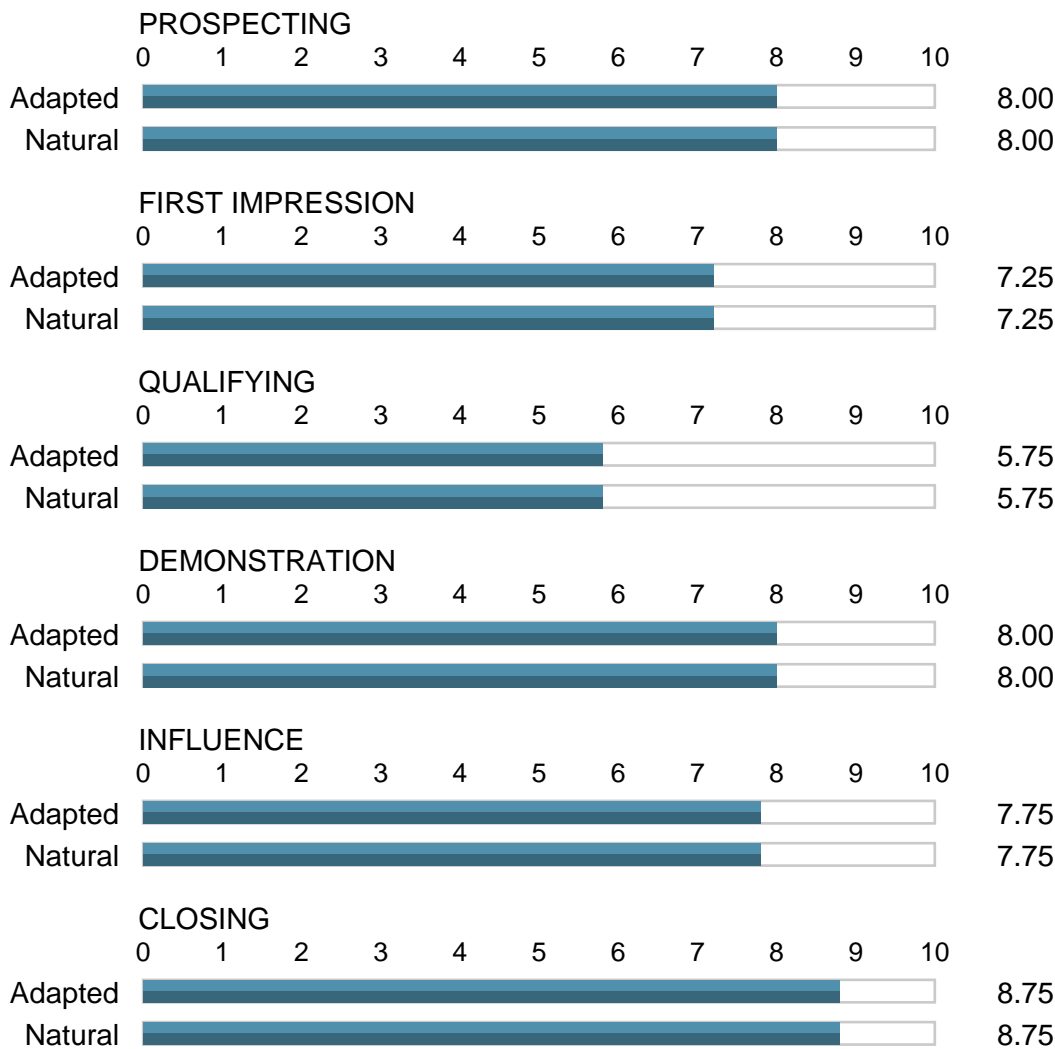 PROSPECTING
0 1 2 3 4 5 6 7 8 9 10
Adapted 8.00
Natural 8.00
FIRST IMPRESSION
0 1 2 3 4 5 6 7 8 9 10
Adapted 7.25
Natural 7.25
QUALIFYING
0 1 2 3 4 5 6 7 8 9 10
Adapted 5.75
Natural 5.75
DEMONSTRATION
0 1 2 3 4 5 6 7 8 9 10
Adapted 8.00
Natural 8.00
INFLUENCE
0 1 2 3 4 5 6 7 8 9 10
Adapted 7.75
Natural 7.75
CLOSING
0 1 2 3 4 5 6 7 8 9 10
Adapted 8.75
Natural 8.75